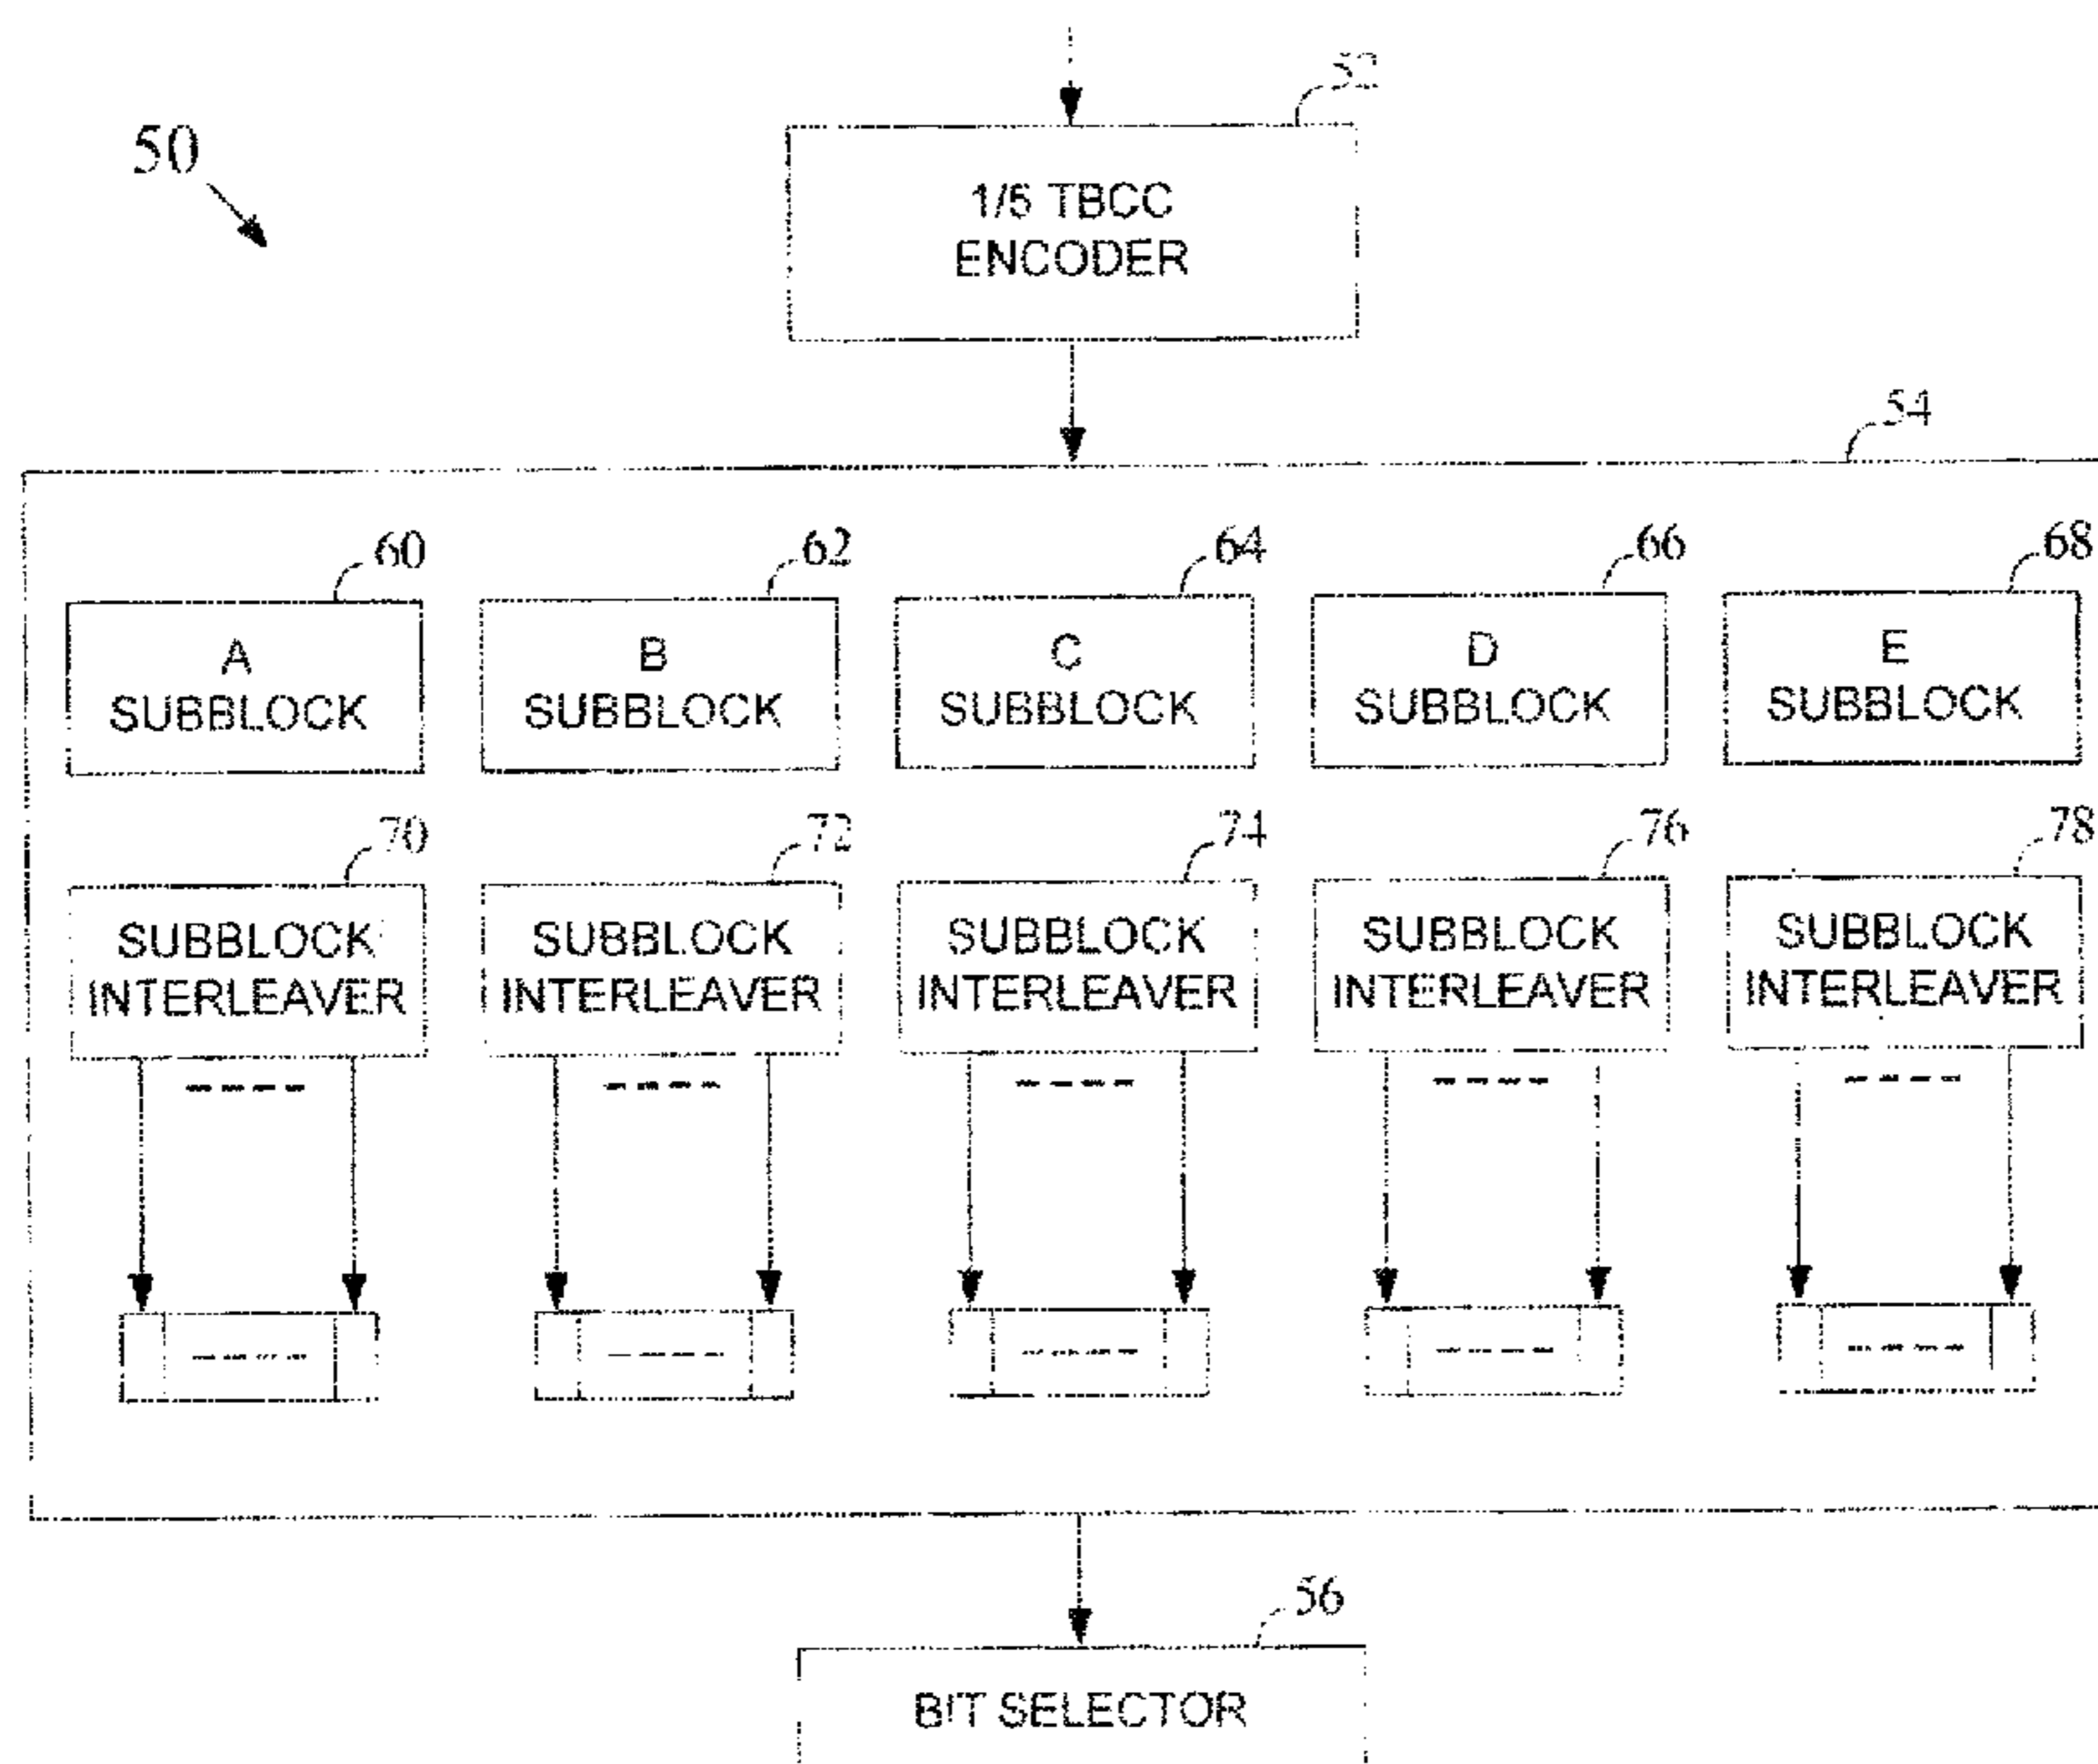 50
52
1/5 TBCC
ENCODER
54
60
62
64
66
68
A
SUBBLOCK
B
SUBBLOCK
C
SUBBLOCK
D
SUBBLOCK
E
SUBBLOCK
70
72
74
76
78
SUBBLOCK
INTERLEAVER
SUBBLOCK
INTERLEAVER
SUBBLOCK
INTERLEAVER
SUBBLOCK
INTERLEAVER
SUBBLOCK
INTERLEAVER
56
BIT SELECTOR